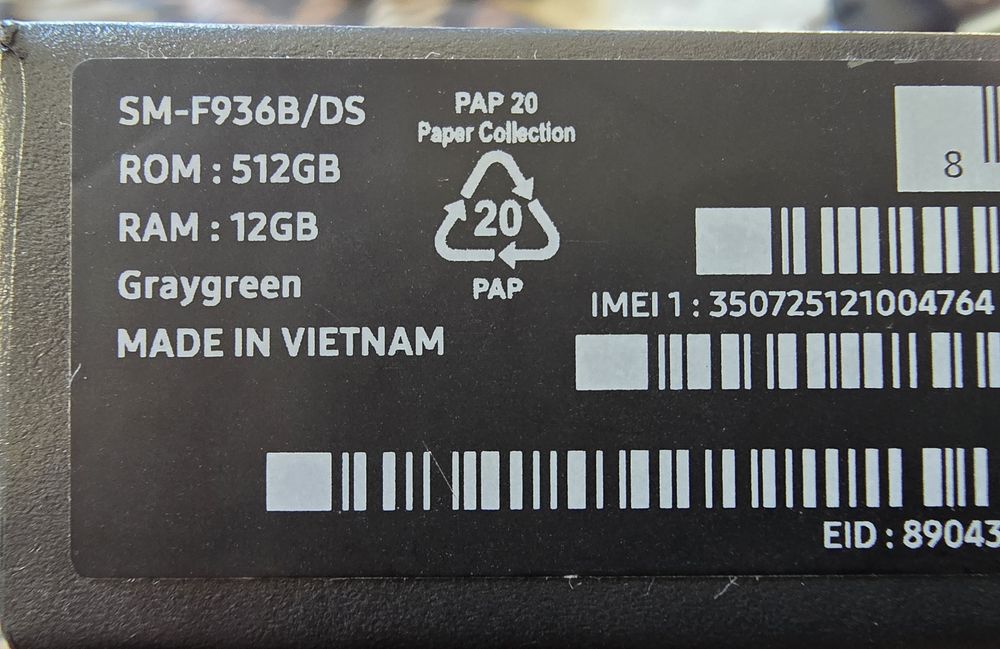 SM-F936B/DS
ROM : 512GB
RAM : 12GB
Graygreen
MADE IN VIETNAM
PAP 20
Paper Collection
20
PAP
8
IMEI 1 : 350725121004764
EID : 89043